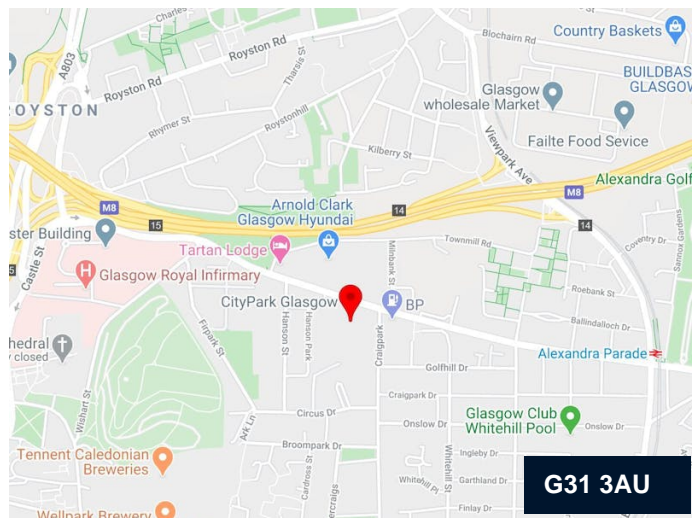 Charles
A803
Royston Rd
Royston Rd
Tharsis St
Blochairn Rd
Country Baskets
BUILDBAS
GLASGOW
Glasgow
wholesale Market
OYSTON
Rhymer St
Roystonhill
Failte Food Sevice
Viewpark Ave
Kilberry St
M8
Alexandra Golf
M8
Arnold Clark
Glasgow Hyundai
14
15
14
ster Building
Castle St
Tartan Lodge
Townmill Rd
Coventry Dr
Sannox Gardens
5
Glasgow Royal Infirmary
Milnbank St
Roebank St
CityPark Glasgow
BP
Firpark St
Hanson St
Hanson Park
Craigpark
Ballindalloch Dr
hedral
y closed
Alexandra Parade
Golfhill Dr
Wishart St
Ark Ln
Circus Dr
Craigpark Dr
Onslow Dr
Glasgow Club
Whitehill Pool
Onslow Dr
Broompark Dr
Tennent Caledonian
Breweries
Cardross St
ercraigs
Whitehill St
Ingleby Dr
Whitehill Pl
Garthland Dr
G31 3AU
Wellpark Brewery
Finlay Dr